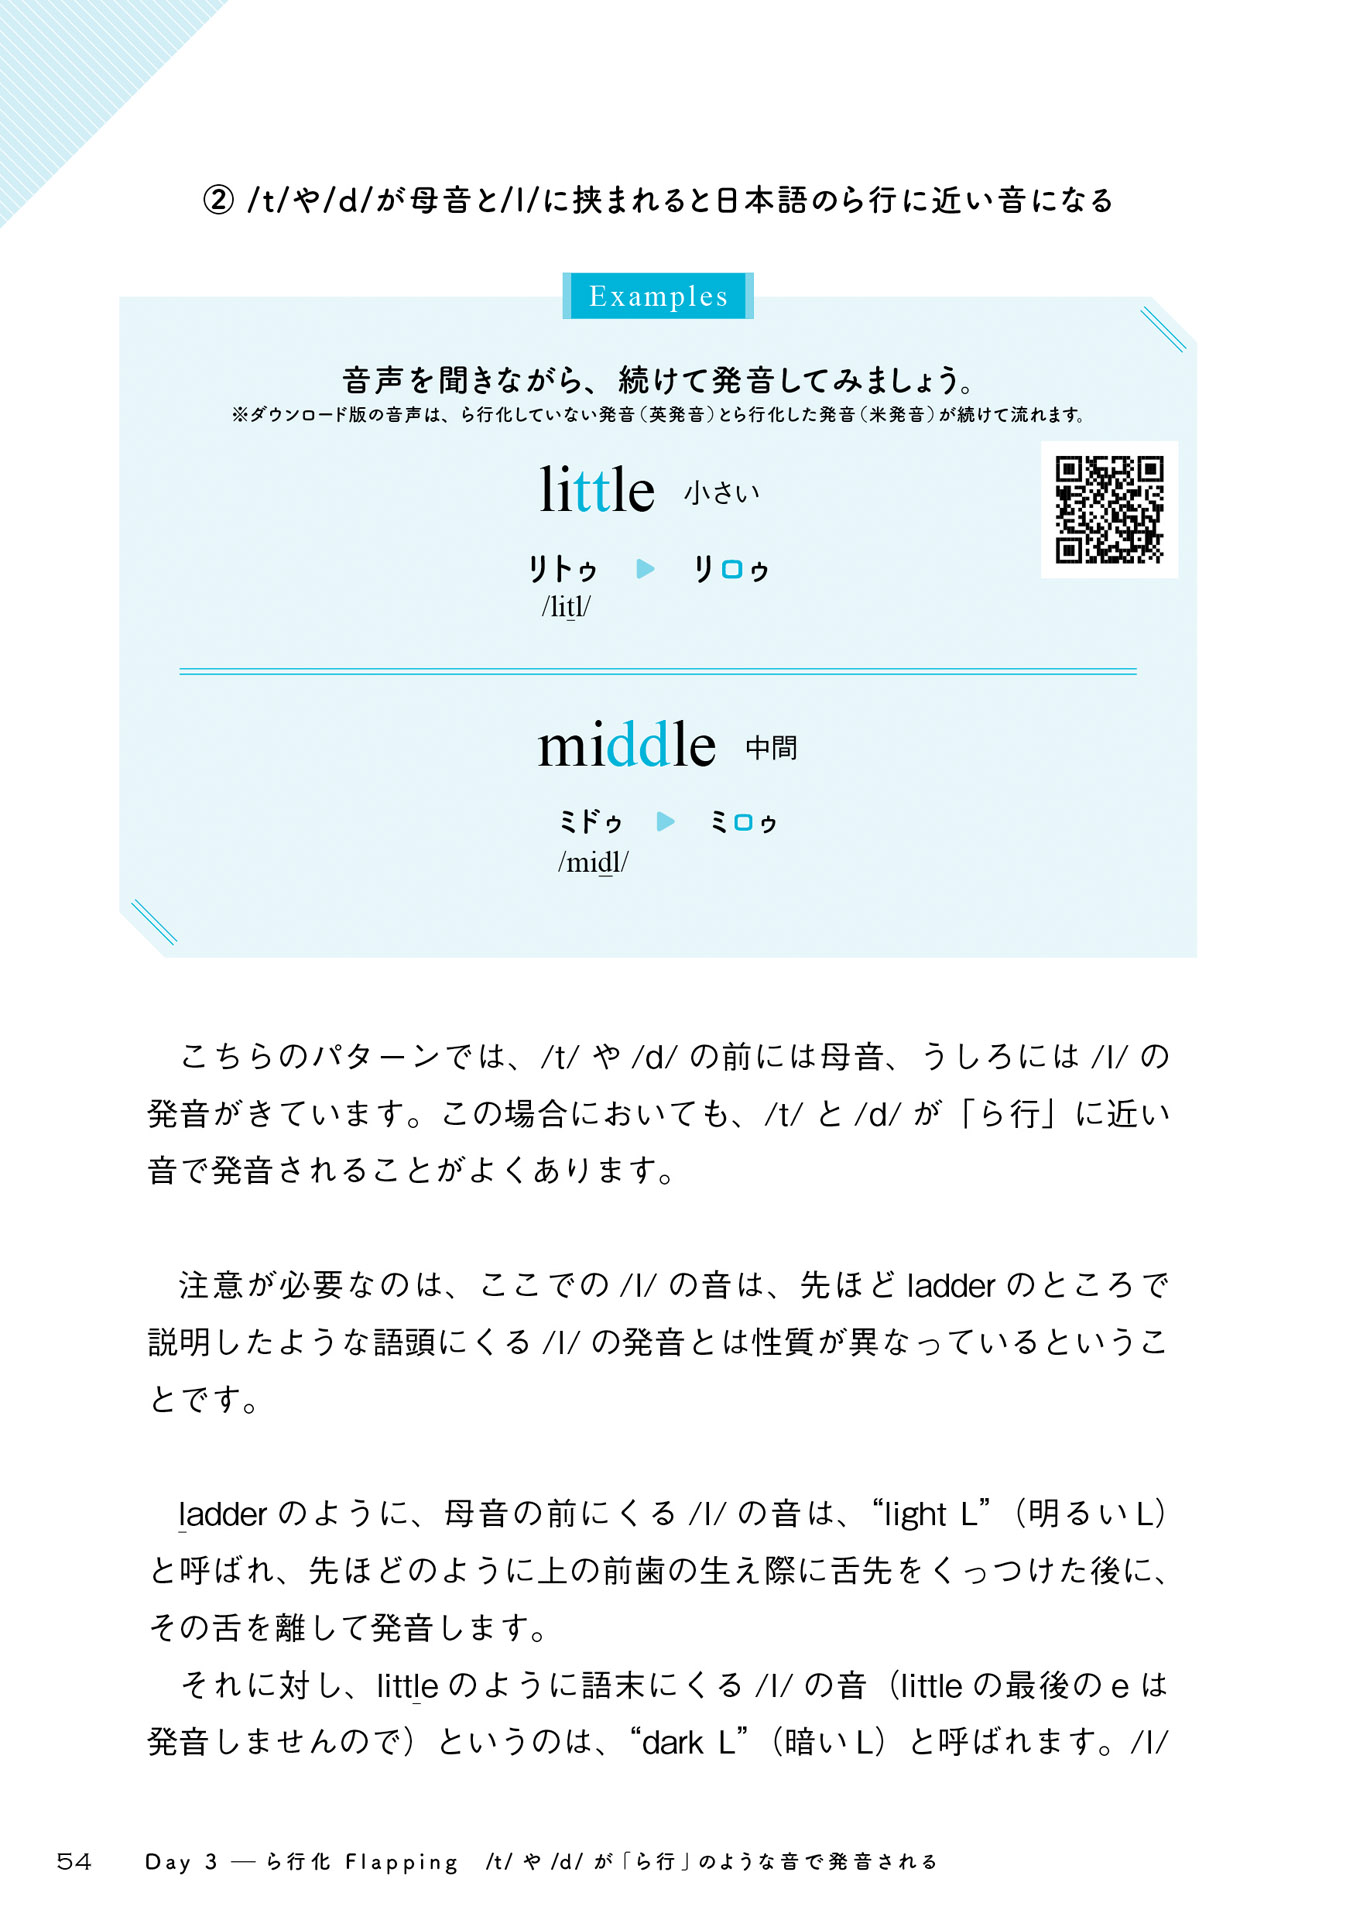 ② /t/や/d/が母音と/l/に挟まれると日本語のら行に近い音になる
Examples
音声を聞きながら、続けて発音してみましょう。
※ダウンロード版の音声は、ら行化していない発音（英発音）とら行化した発音（米発音）が続けて流れます。
little 小さい
リトゥ ▶ リロゥ
/litl/
middle 中間
ミドゥ ▶ ミロゥ
/midl/
こちらのパターンでは、/t/ や /d/ の前には母音、うしろには /l/ の
発音がきています。この場合においても、/t/ と /d/ が「ら行」に近い
音で発音されることがよくあります。
注意が必要なのは、ここでの /l/ の音は、先ほど ladder のところで
説明したような語頭にくる /l/ の発音とは性質が異なっているというこ
とです。
ladder のように、母音の前にくる /l/ の音は、“light L”（明るい L）
と呼ばれ、先ほどのように上の前歯の生え際に舌先をくっつけた後に、
その舌を離して発音します。
それに対し、little のように語末にくる /l/ の音（little の最後の e は
発音しませんので）というのは、“dark L”（暗い L）と呼ばれます。/l/
54 Day 3 — ら行化 Flapping /t/ や /d/ が「ら行」のような音で発音される